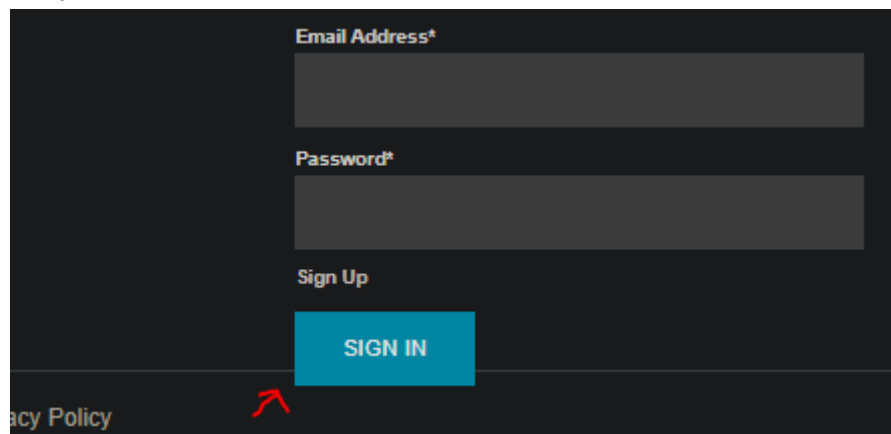 Email Address*
Password*
Sign Up
SIGN IN
acy Policy